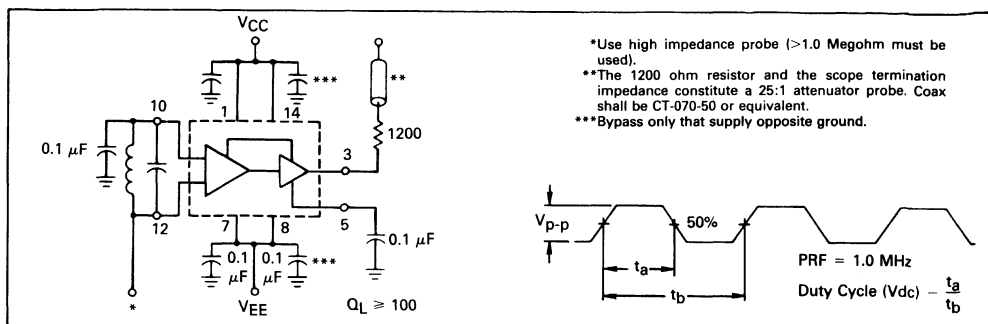 VCC
***
**
1
14
10
1200
0.1 μF
3
12
5
7
8
0.1 μF
0.1 μF
0.1 μF
***
VEE
*
QL ≥ 100
*Use high impedance probe (>1.0 Megohm must be
used).
**The 1200 ohm resistor and the scope termination
impedance constitute a 25:1 attenuator probe. Coax
shall be CT-070-50 or equivalent.
***Bypass only that supply opposite ground.
Vp-p
50%
ta
tb
PRF = 1.0 MHz
Duty Cycle (Vdc) – ta/tb